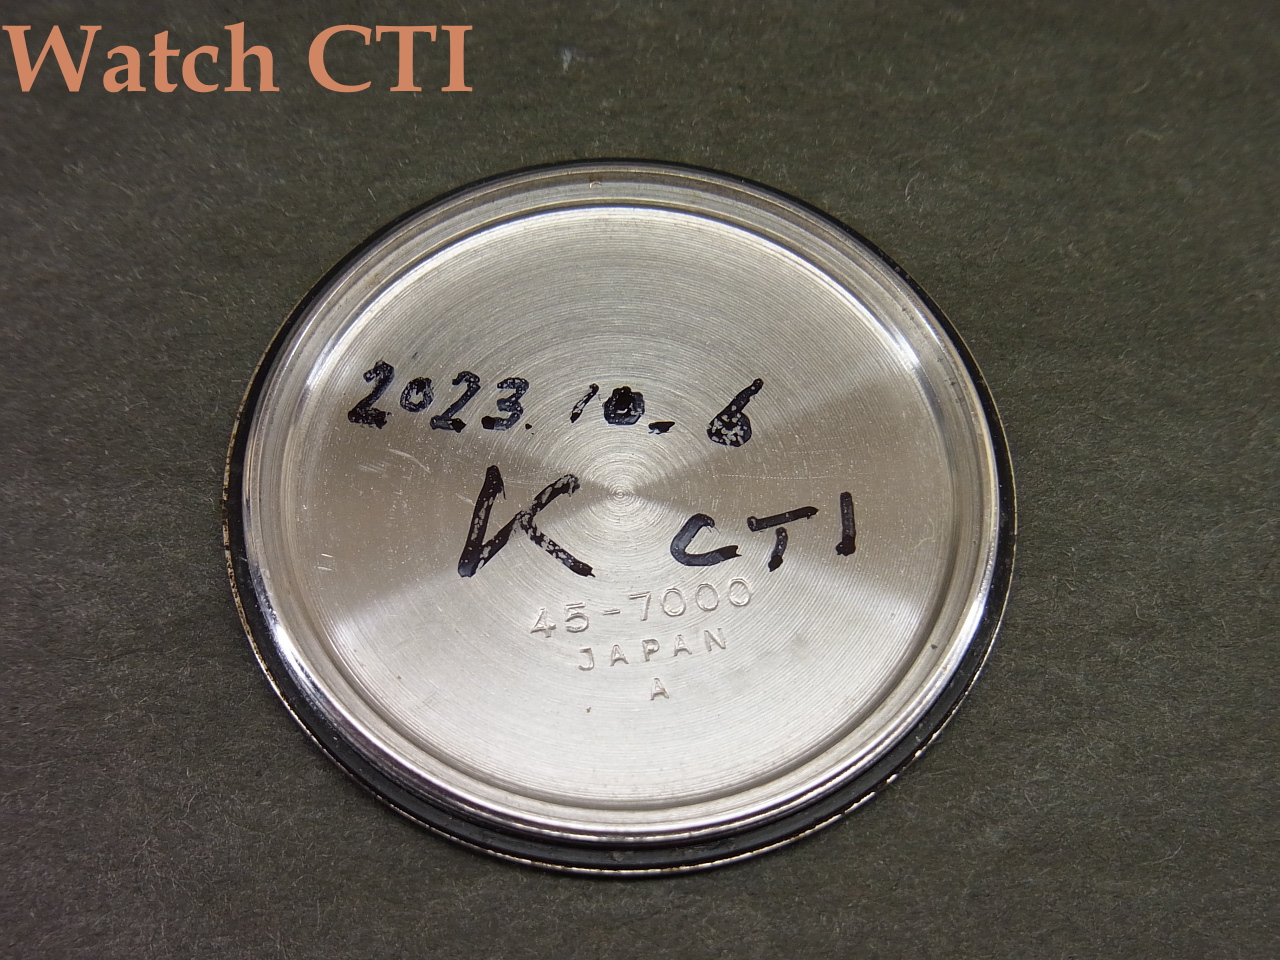 Watch CTI
2023.10.6
K CTI
45-7000
JAPAN
A